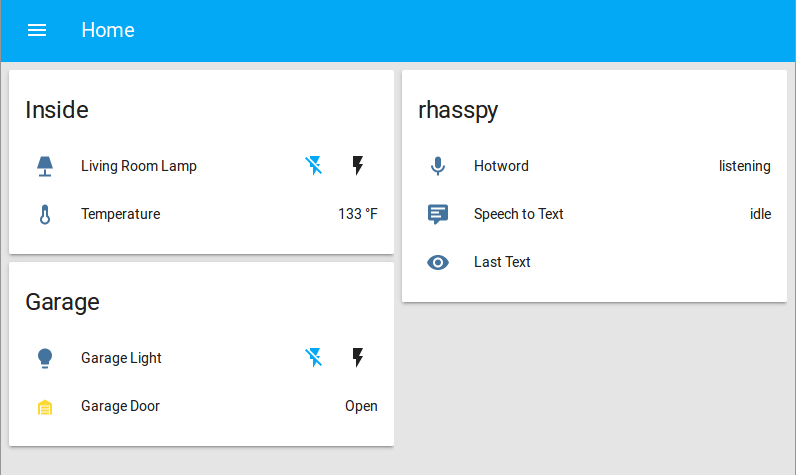 Home
Inside
Living Room Lamp
Temperature 133 °F
Garage
Garage Light
Garage Door Open
rhasspy
Hotword listening
Speech to Text idle
Last Text